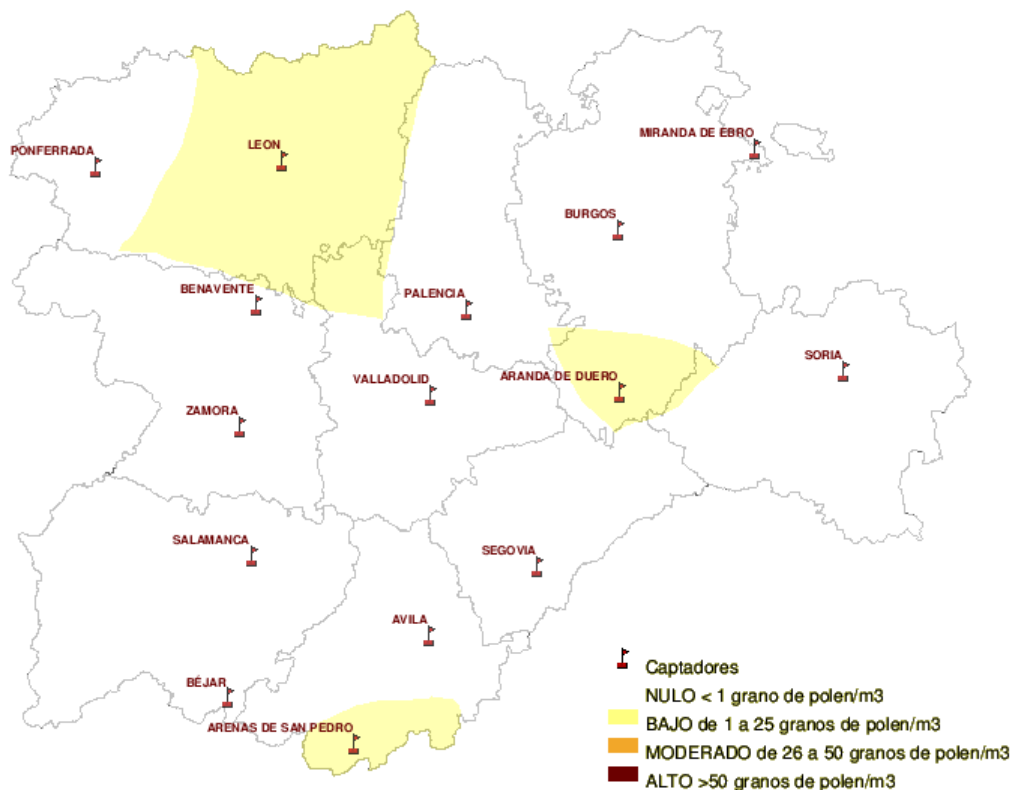 MIRANDA DE EBRO
PONFERRADA
LEON
BURGOS
BENAVENTE
PALENCIA
SORIA
VALLADOLID
ARANDA DE DUERO
ZAMORA
SALAMANCA
SEGOVIA
AVILA
BÉJAR
ARENAS DE SAN PEDRO
Captadores
NULO < 1 grano de polen/m3
BAJO de 1 a 25 granos de polen/m3
MODERADO de 26 a 50 granos de polen/m3
ALTO >50 granos de polen/m3